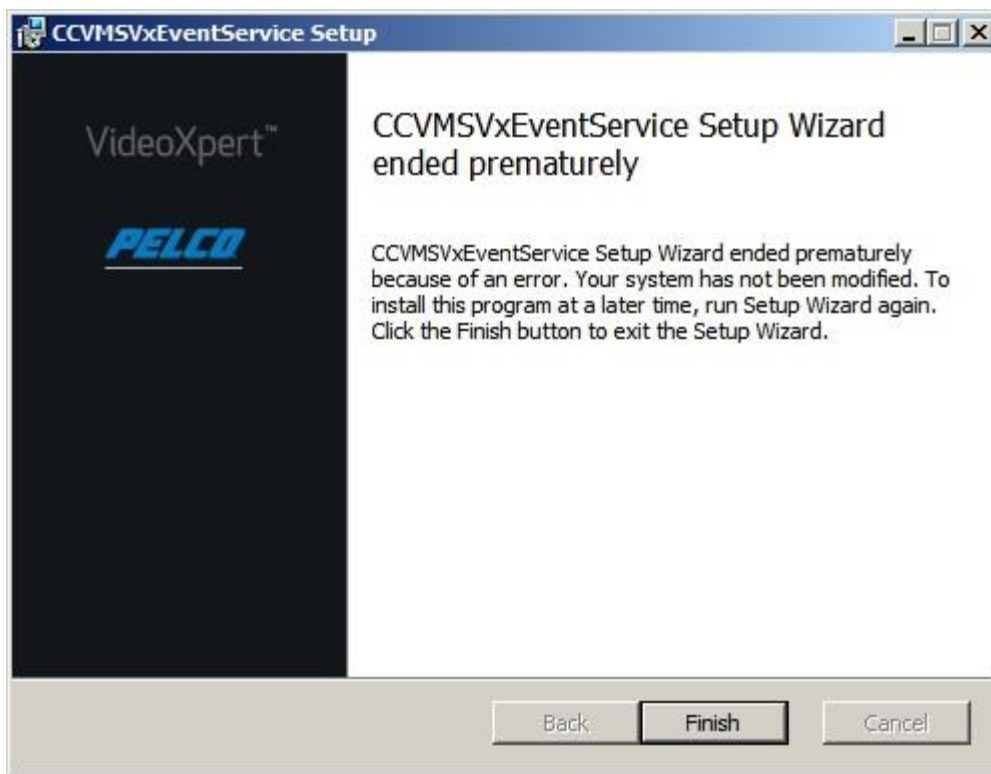 CCVMSVxEventService Setup
VideoXpert™
PELCO
CCVMSVxEventService Setup Wizard
ended prematurely
CCVMSVxEventService Setup Wizard ended prematurely
because of an error. Your system has not been modified. To
install this program at a later time, run Setup Wizard again.
Click the Finish button to exit the Setup Wizard.
Back Finish Cancel